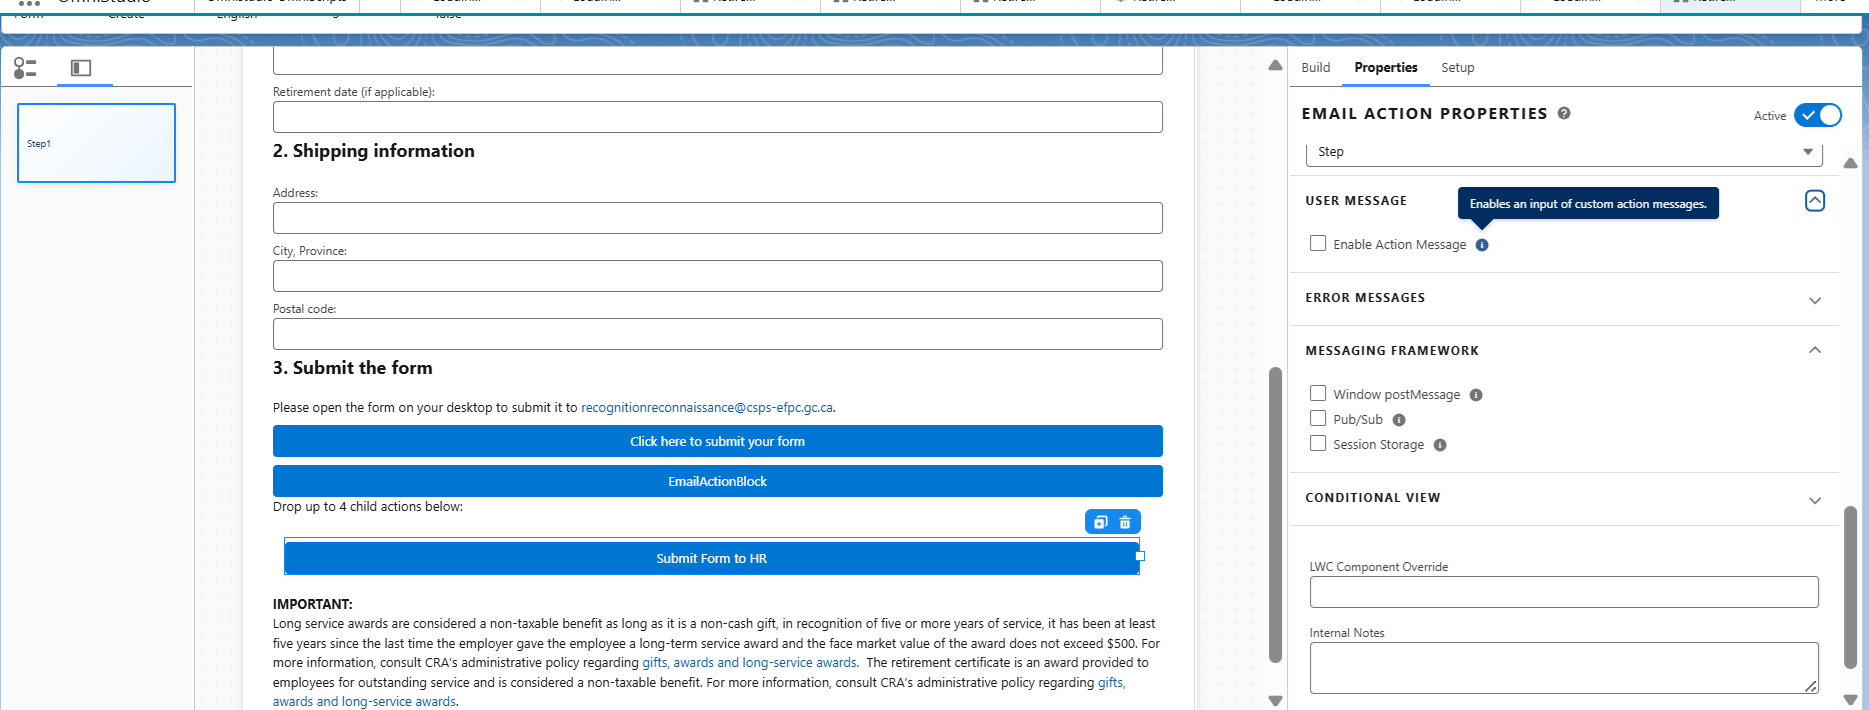 Build
Properties
Setup
Retirement date (if applicable):
EMAIL ACTION PROPERTIES
Active
Step1
2. Shipping information
Step
Address:
USER MESSAGE
Enables an input of custom action messages.
Enable Action Message
City, Province:
ERROR MESSAGES
Postal code:
MESSAGING FRAMEWORK
3. Submit the form
Window postMessage
Please open the form on your desktop to submit it to recognitionreconnaissance@csps-efpc.gc.ca.
Pub/Sub
Click here to submit your form
Session Storage
EmailActionBlock
CONDITIONAL VIEW
Drop up to 4 child actions below:
Submit Form to HR
LWC Component Override
IMPORTANT:
Long service awards are considered a non-taxable benefit as long as it is a non-cash gift, in recognition of five or more years of service, it has been at least
five years since the last time the employer gave the employee a long-term service award and the face market value of the award does not exceed $500. For
Internal Notes
more information, consult CRA's administrative policy regarding gifts, awards and long-service awards.  The retirement certificate is an award provided to
employees for outstanding service and is considered a non-taxable benefit. For more information, consult CRA's administrative policy regarding gifts,
awards and long-service awards.